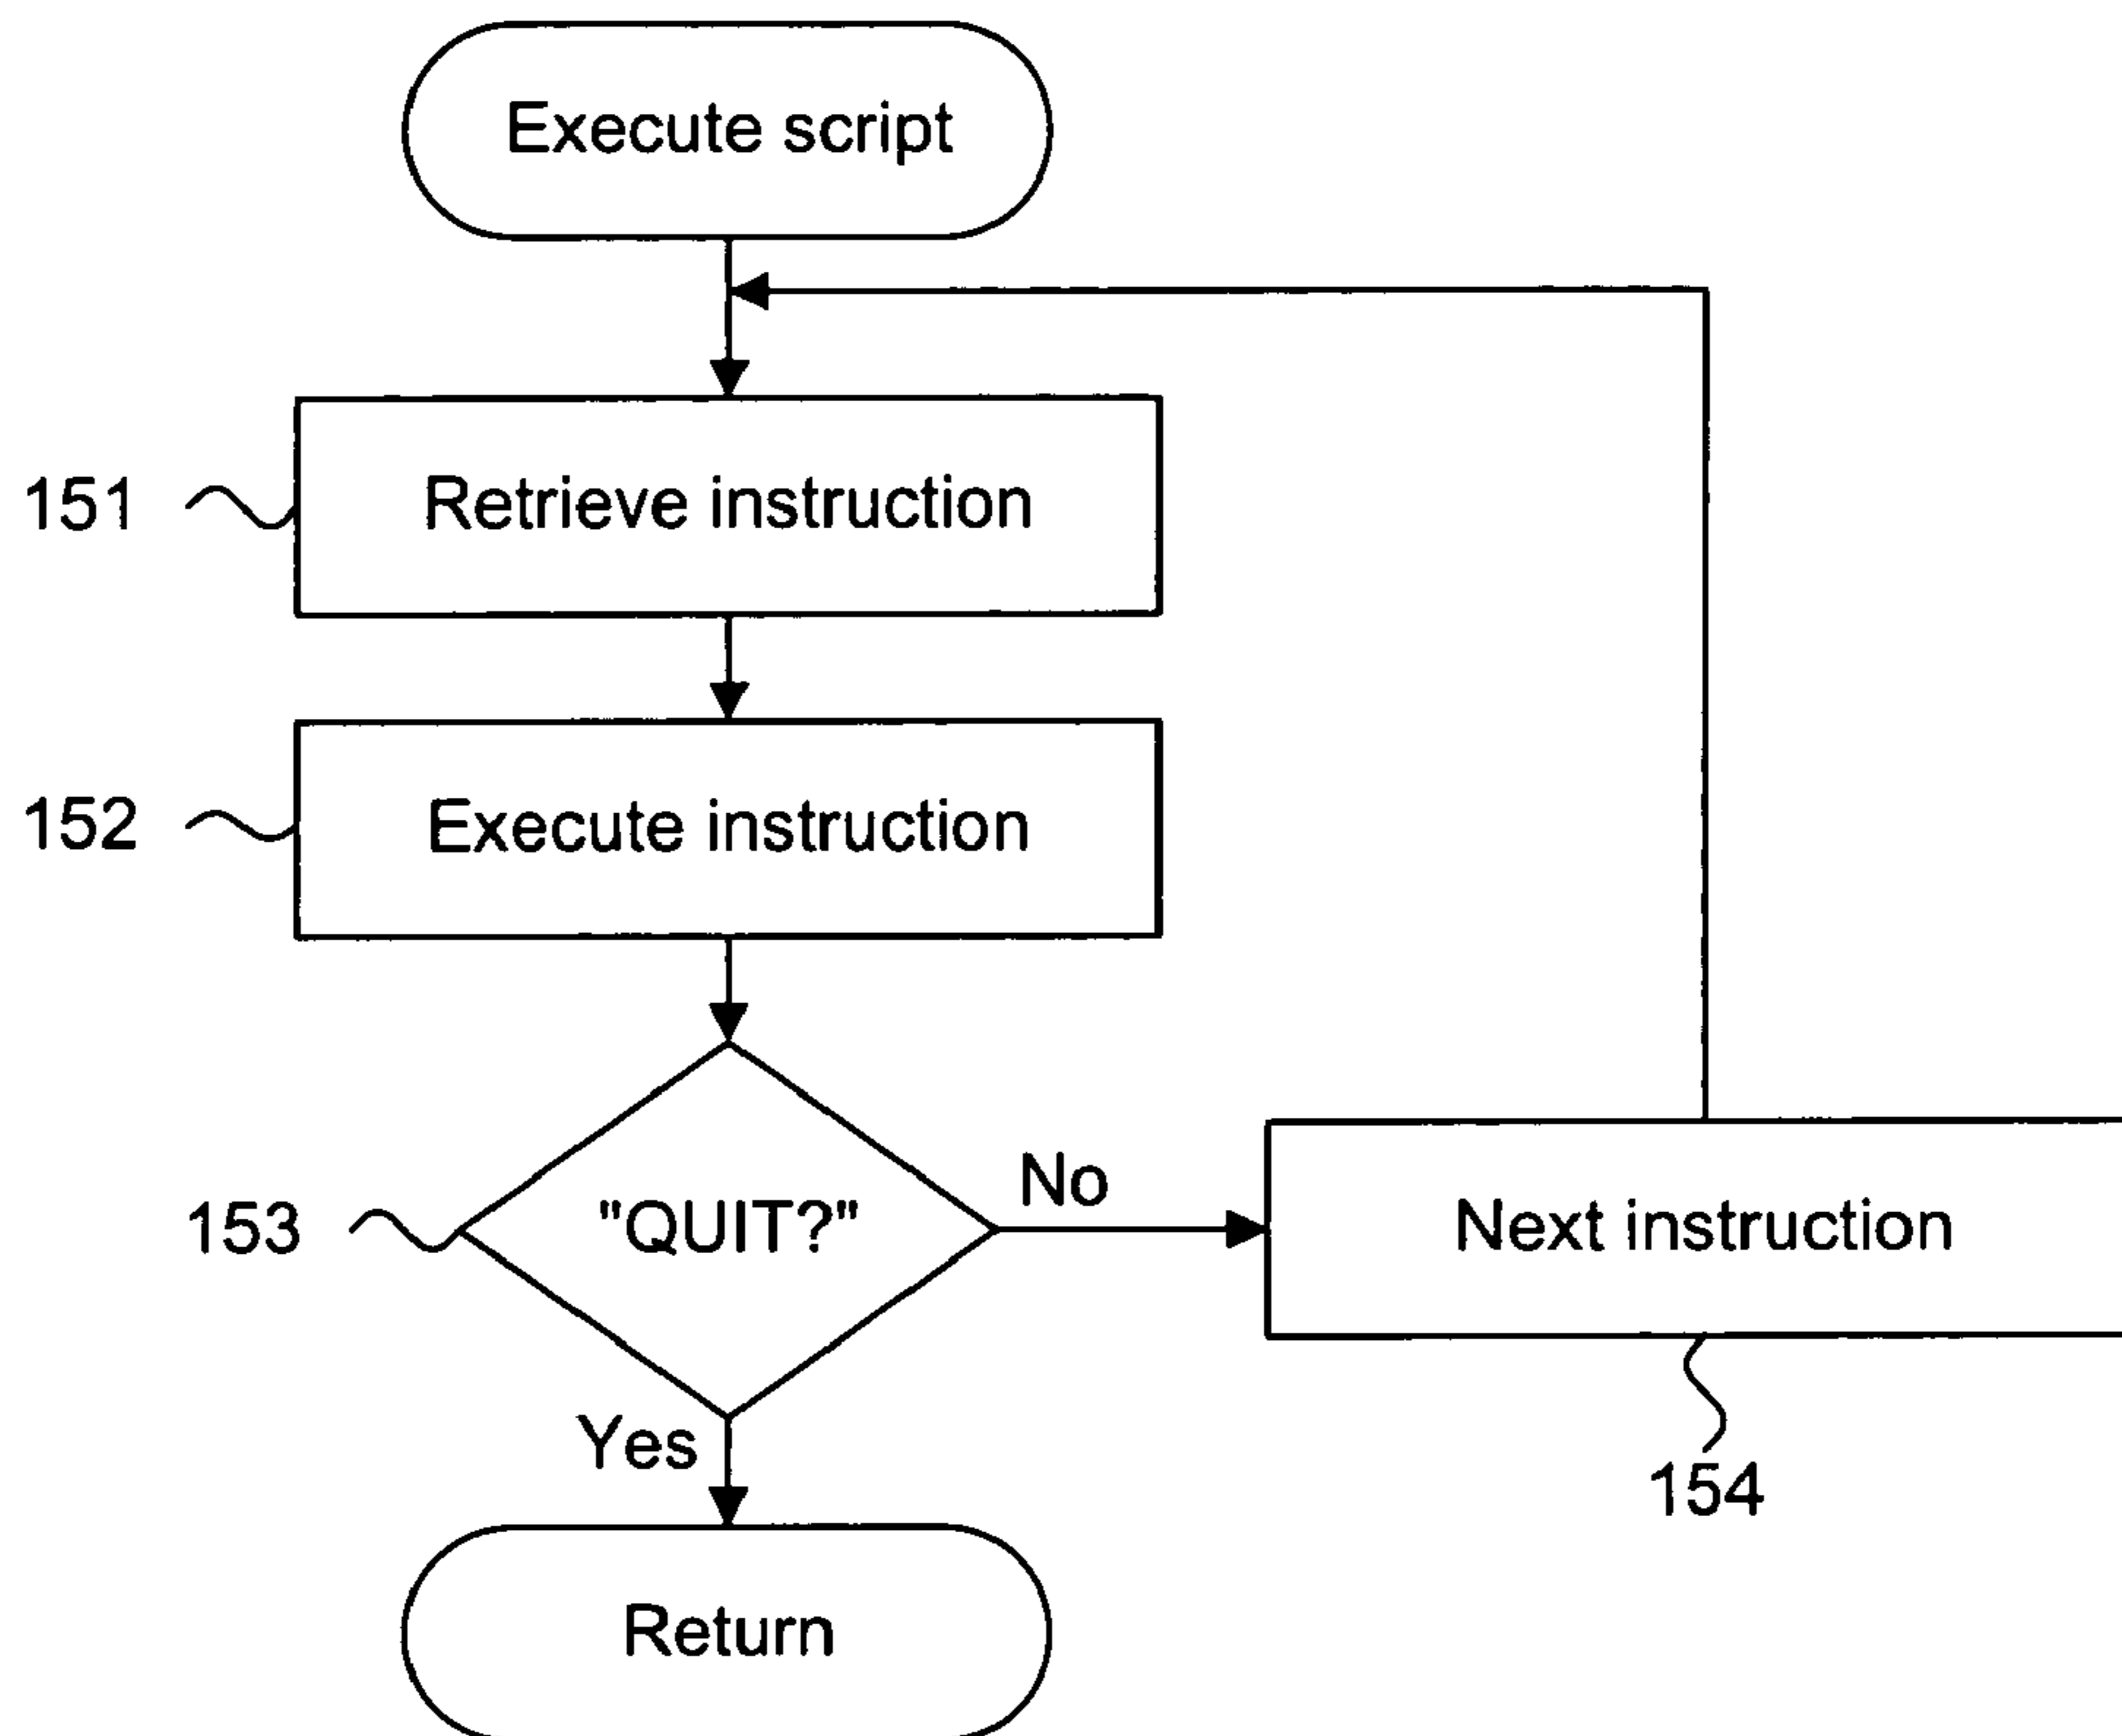 Execute script
151
Retrieve instruction
152
Execute instruction
153
"QUIT?"
No
Next instruction
154
Yes
Return